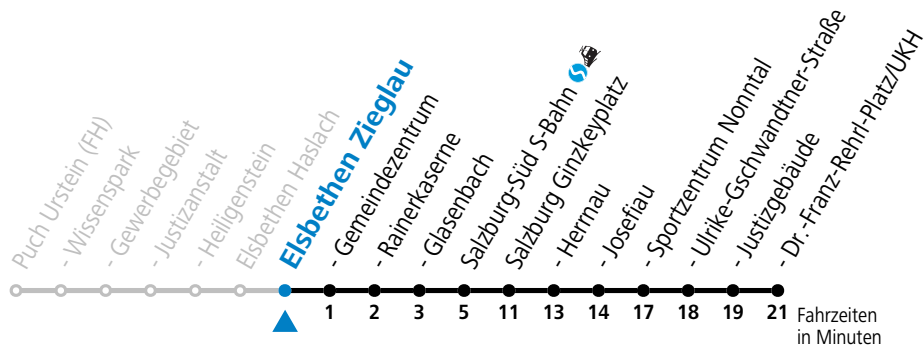 Puch Urstein (FH)
- Wissenspark
- Gewerbegebiet
- Justizanstalt
- Heiligenstein
Elsbethen Haslach
Elsbethen Zieglau
- Gemeindezentrum
- Rainerkaserne
- Glasenbach
Salzburg-Süd S-Bahn
Salzburg Ginzkeyplatz
- Herrnau
- Josefiau
- Sportzentrum Nonntal
- Ulrike-Gschwandtner-Straße
- Justizgebäude
- Dr.-Franz-Rehrl-Platz/UKH
1 2 3 5 11 13 14 17 18 19 21
Fahrzeiten
in Minuten